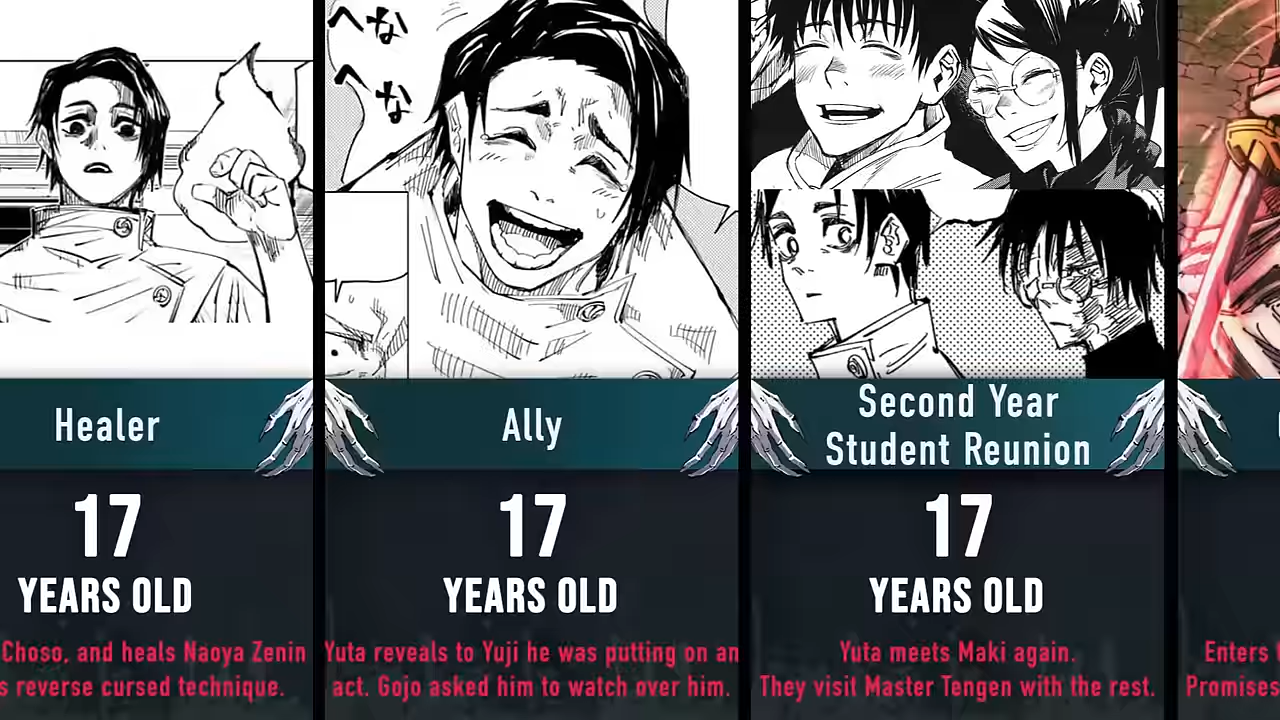 へな
へな
Healer
17
YEARS OLD
Choso, and heals Naoya Zenin
s reverse cursed technique.
Ally
17
YEARS OLD
Yuta reveals to Yuji he was putting on an
act. Gojo asked him to watch over him.
Second Year
Student Reunion
17
YEARS OLD
Yuta meets Maki again.
They visit Master Tengen with the rest.
Enters
Promises